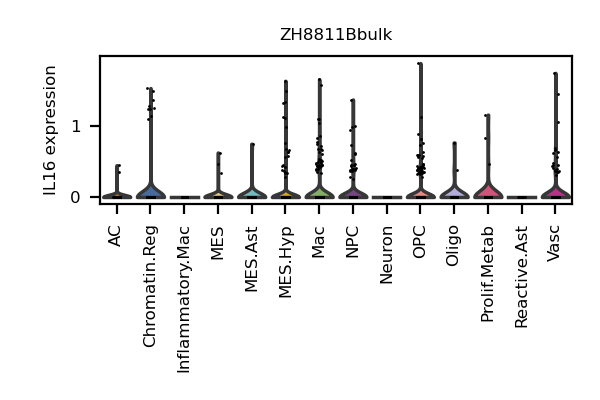 ZH8811Bbulk
IL16 expression
1
0
AC
Chromatin.Reg
Inflammatory.Mac
MES
MES.Ast
MES.Hyp
Mac
NPC
Neuron
OPC
Oligo
Prolif.Metab
Reactive.Ast
Vasc